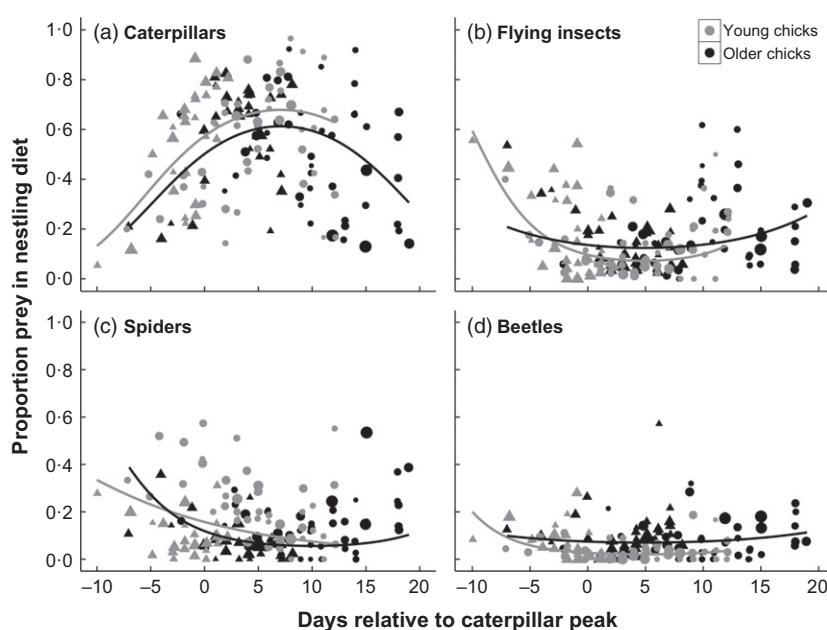 (a) Caterpillars
(b) Flying insects
Young chicks
Older chicks
1·0
0·8
0·6
0·4
0·2
0·0
(c) Spiders
(d) Beetles
1·0
0·8
0·6
0·4
0·2
0·0
Proportion prey in nestling diet
–10 –5 0 5 10 15 20
–10 –5 0 5 10 15 20
Days relative to caterpillar peak